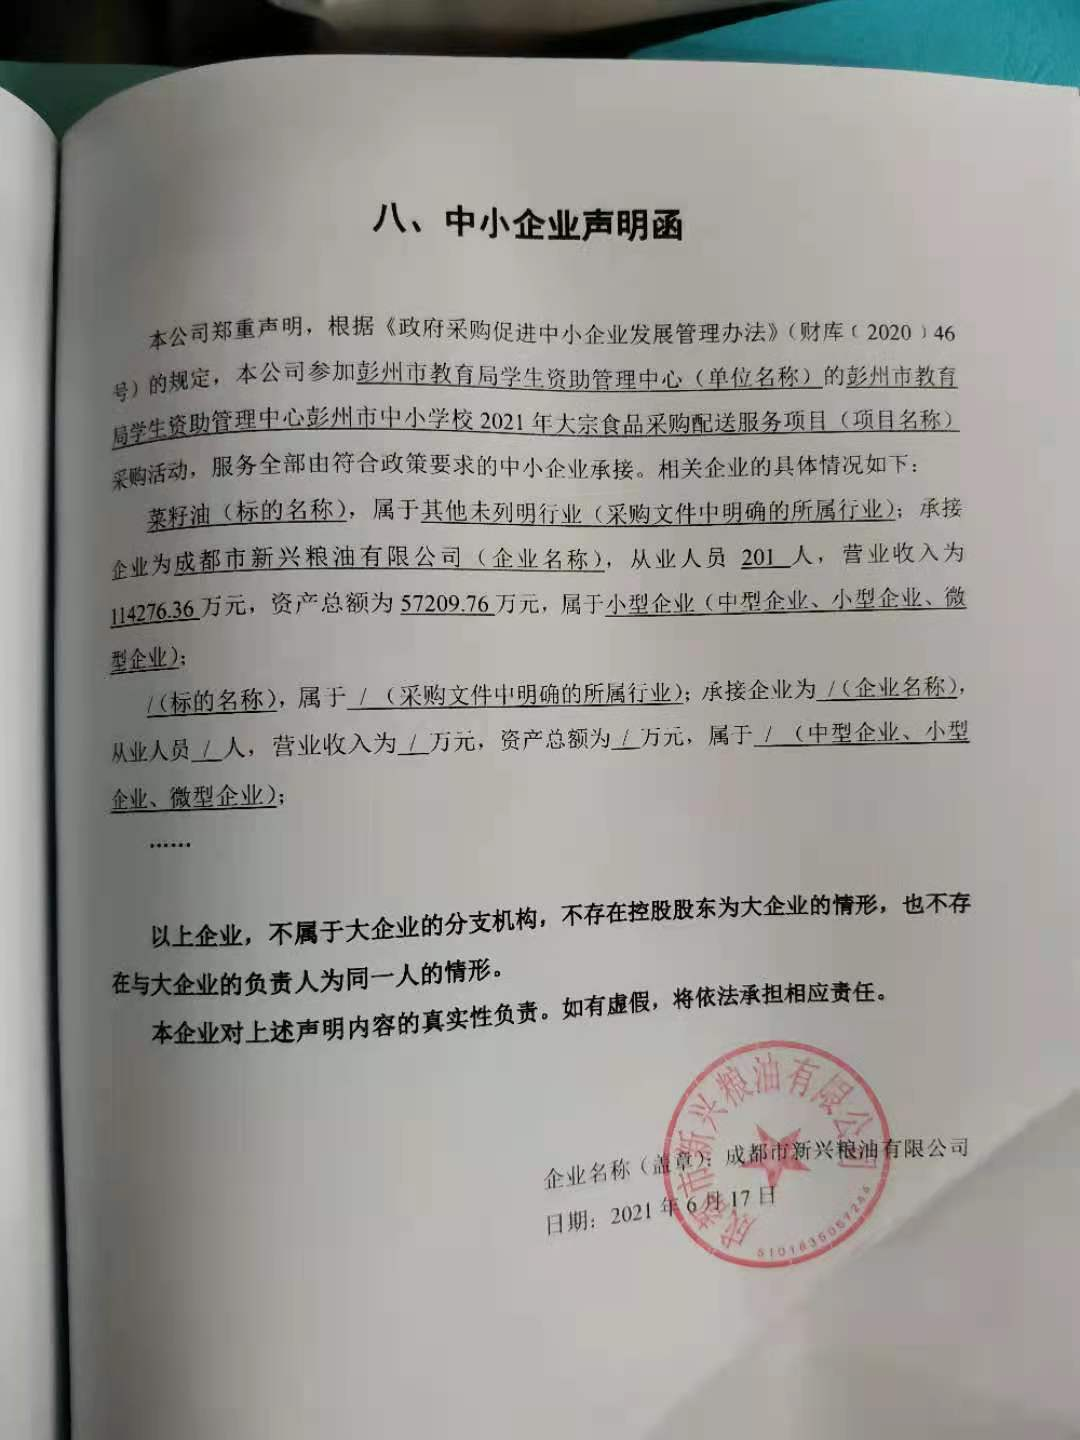 八、中小企业声明函
本公司郑重声明，根据《政府采购促进中小企业发展管理办法》（财库﹝2020﹞46
号）的规定，本公司参加彭州市教育局学生资助管理中心（单位名称）的彭州市教育
局学生资助管理中心彭州市中小学校2021年大宗食品采购配送服务项目（项目名称）
采购活动，服务全部由符合政策要求的中小企业承接。相关企业的具体情况如下：
菜籽油（标的名称），属于其他未列明行业（采购文件中明确的所属行业）；承接
企业为成都市新兴粮油有限公司（企业名称），从业人员 201 人，营业收入为
114276.36 万元，资产总额为 57209.76 万元，属于小型企业（中型企业、小型企业、微
型企业）；
/（标的名称），属于 / （采购文件中明确的所属行业）；承接企业为 /（企业名称），
从业人员 / 人，营业收入为 / 万元，资产总额为 / 万元，属于 / （中型企业、小型
企业、微型企业）；
……
以上企业，不属于大企业的分支机构，不存在控股股东为大企业的情形，也不存
在与大企业的负责人为同一人的情形。
本企业对上述声明内容的真实性负责。如有虚假，将依法承担相应责任。
企业名称（盖章）：成都市新兴粮油有限公司
日期：2021年6月17日
成都市新兴粮油有限公司